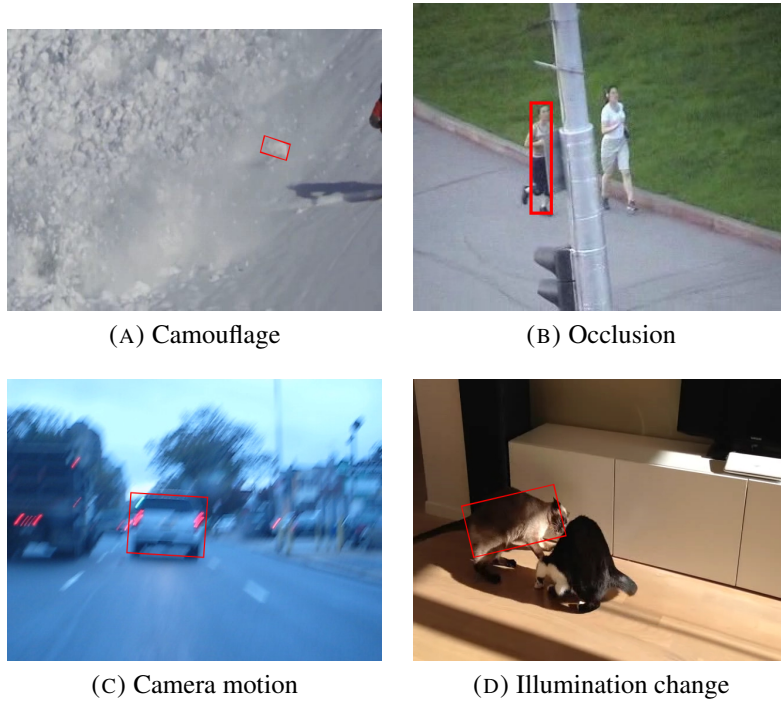 (A) Camouflage
(B) Occlusion
(C) Camera motion
(D) Illumination change